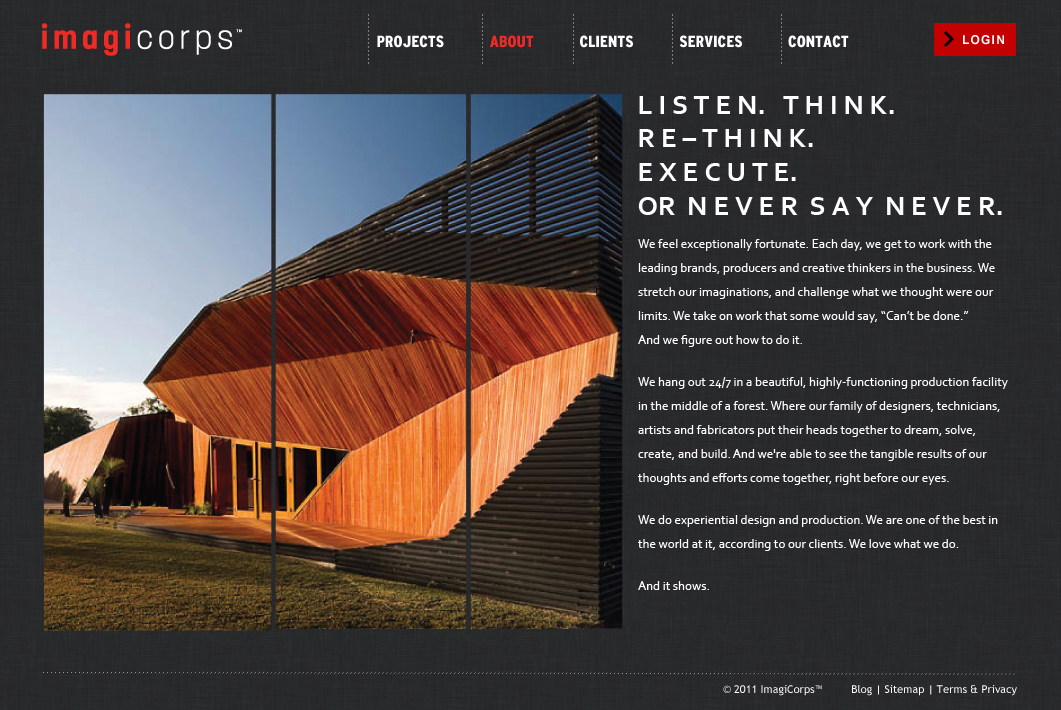 imagicorps™
PROJECTS ABOUT CLIENTS SERVICES CONTACT LOGIN
LISTEN. THINK.
RE–THINK.
EXECUTE.
OR NEVER SAY NEVER.
We feel exceptionally fortunate. Each day, we get to work with the
leading brands, producers and creative thinkers in the business. We
stretch our imaginations, and challenge what we thought were our
limits. We take on work that some would say, “Can’t be done.”
And we figure out how to do it.
We hang out 24/7 in a beautiful, highly-functioning production facility
in the middle of a forest. Where our family of designers, technicians,
artists and fabricators put their heads together to dream, solve,
create, and build. And we're able to see the tangible results of our
thoughts and efforts come together, right before our eyes.
We do experiential design and production. We are one of the best in
the world at it, according to our clients. We love what we do.
And it shows.
© 2011 ImagiCorps™ Blog | Sitemap | Terms & Privacy